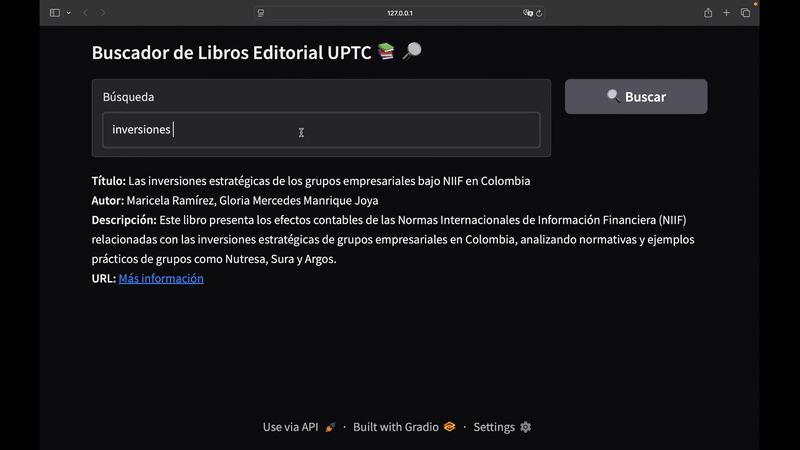 127.0.0.1
Buscador de Libros Editorial UPTC 📚 🔎
Búsqueda
🔍 Buscar
inversiones
Título: Las inversiones estratégicas de los grupos empresariales bajo NIIF en Colombia
Autor: Maricela Ramírez, Gloria Mercedes Manrique Joya
Descripción: Este libro presenta los efectos contables de las Normas Internacionales de Información Financiera (NIIF)
relacionadas con las inversiones estratégicas de grupos empresariales en Colombia, analizando normativas y ejemplos
prácticos de grupos como Nutresa, Sura y Argos.
URL: Más información
Use via API 🚀 · Built with Gradio · Settings ⚙️